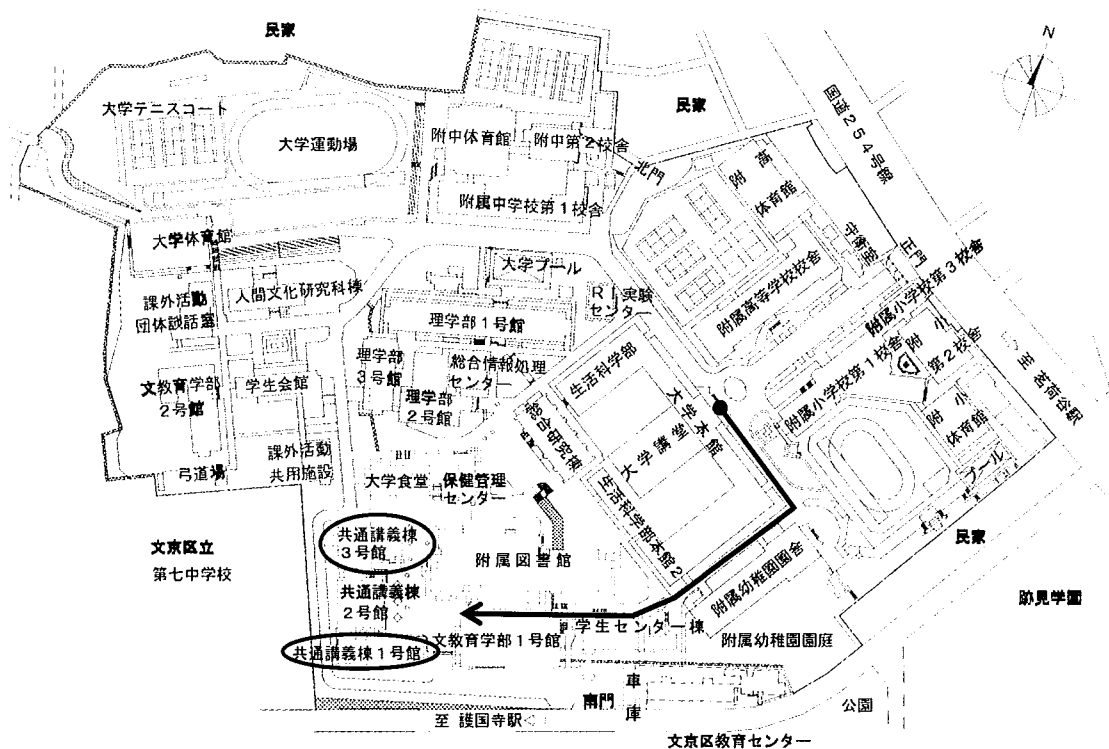 民家
N
大学テニスコート
大学運動場
附中体育館
附中第２校舎
民家
国道２５４号線
北門
附高
体育館
附属中学校第１校舎
守衛室
正門
大学体育館
大学プール
附属高等学校校舎
附属小学校第３校舎
課外活動
団体談話室
人間文化研究科棟
ＲＩ実験
センター
理学部１号館
附小
第２校舎
至 茗荷谷駅
理学部
３号館
総合情報処理
センター
生活科学部
大学本館
附属小学校第１校舎
文教育学部
２号館
学生会館
理学部
２号館
総合研究棟
大学講堂
附小
体育館
プール
弓道場
課外活動
共用施設
大学食堂
保健管理
センター
生活科学部本館２
文京区立
第七中学校
共通講義棟
３号館
附属図書館
民家
共通講義棟
２号館
附属幼稚園園舎
跡見学園
学生センター棟
共通講義棟１号館
文教育学部１号館
附属幼稚園園庭
南門
車庫
公園
至 護国寺駅
文京区教育センター